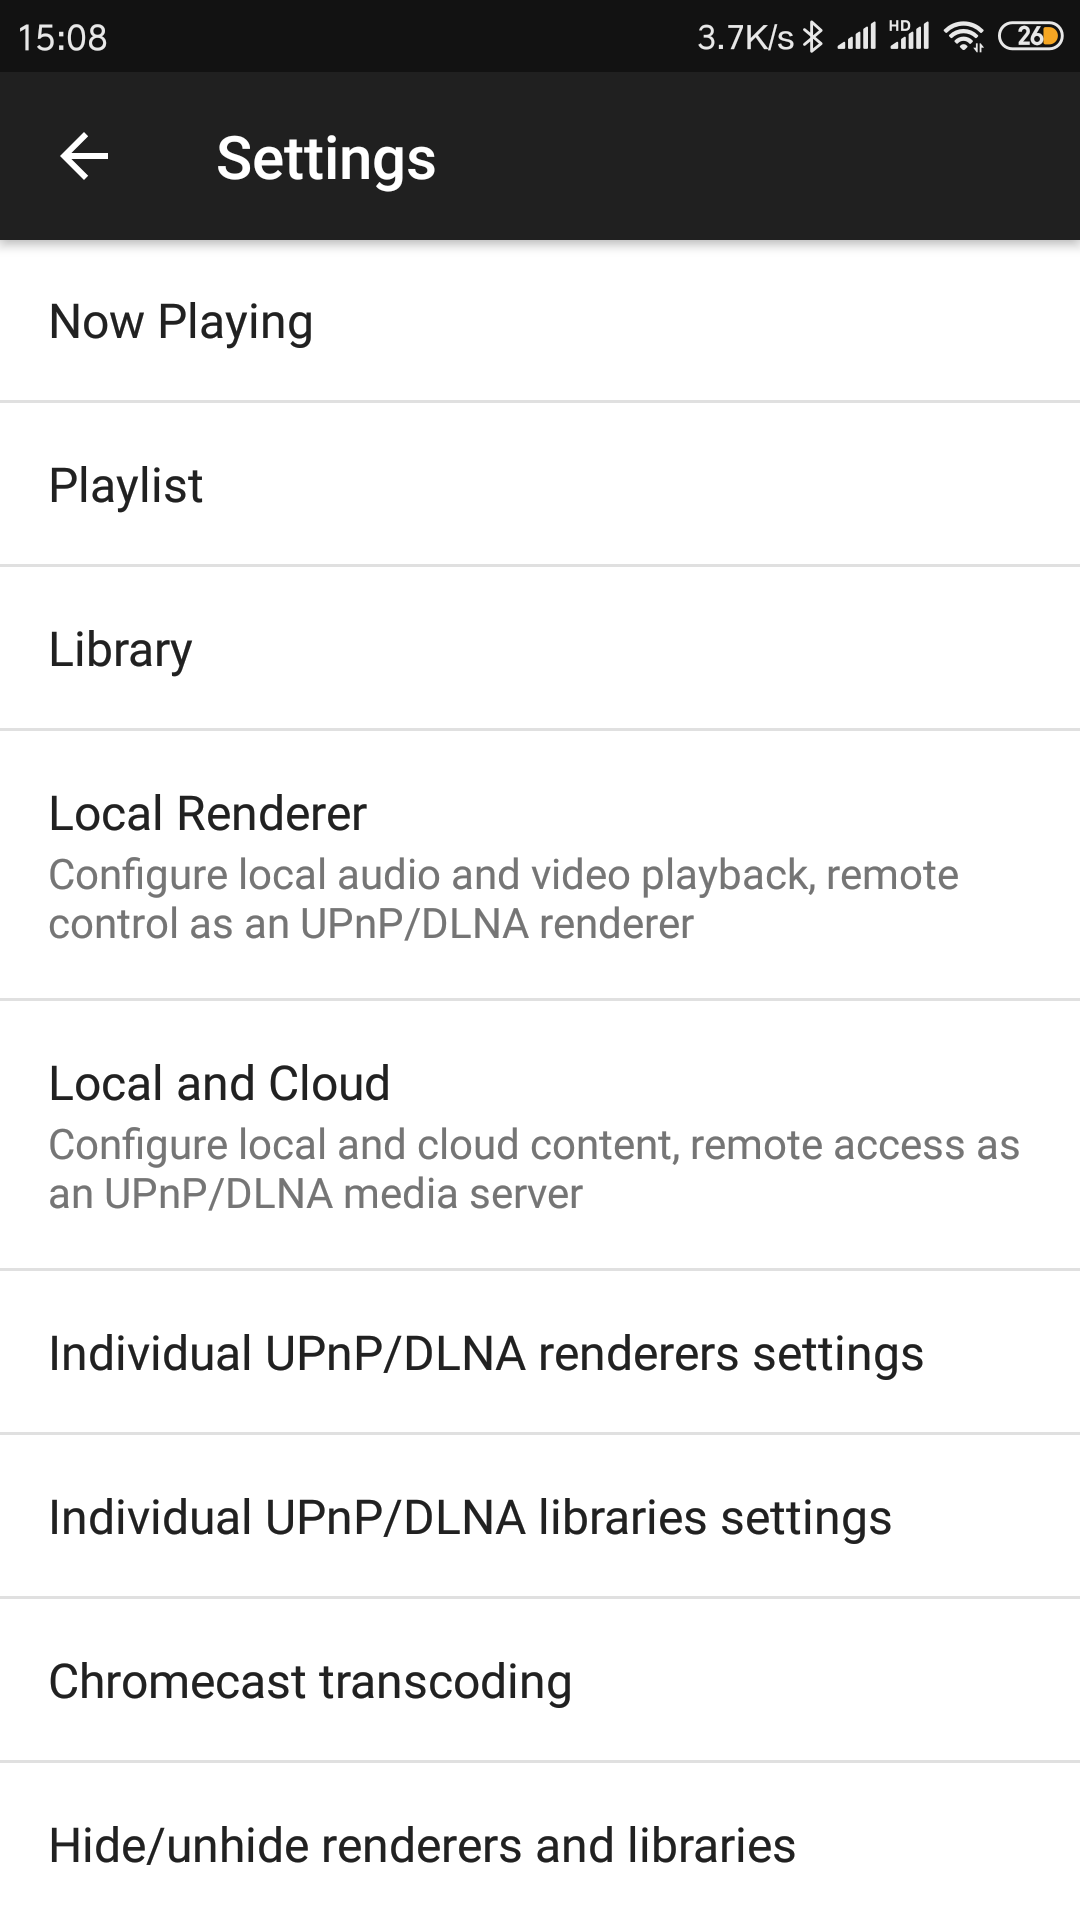 15:08 3.7K/s HD 26
Settings
Now Playing
Playlist
Library
Local Renderer
Configure local audio and video playback, remote
control as an UPnP/DLNA renderer
Local and Cloud
Configure local and cloud content, remote access as
an UPnP/DLNA media server
Individual UPnP/DLNA renderers settings
Individual UPnP/DLNA libraries settings
Chromecast transcoding
Hide/unhide renderers and libraries